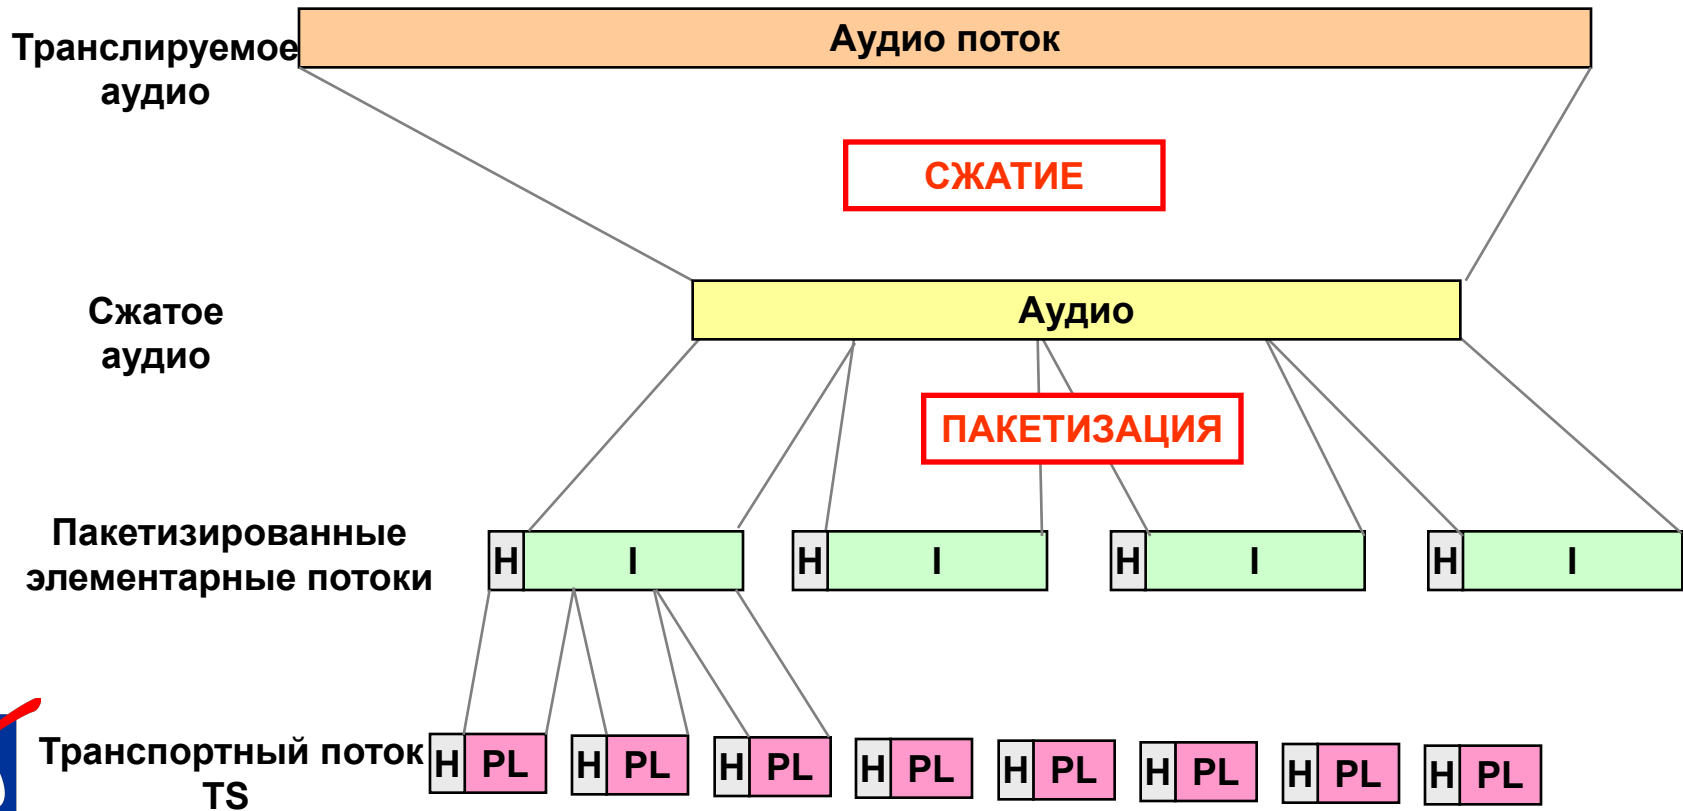 Транслируемое
аудио
Аудио поток
СЖАТИЕ
Сжатое
аудио
Аудио
ПАКЕТИЗАЦИЯ
Пакетизированные
элементарные потоки
H I H I H I H I
Транспортный поток
TS
H PL H PL H PL H PL H PL H PL H PL H PL